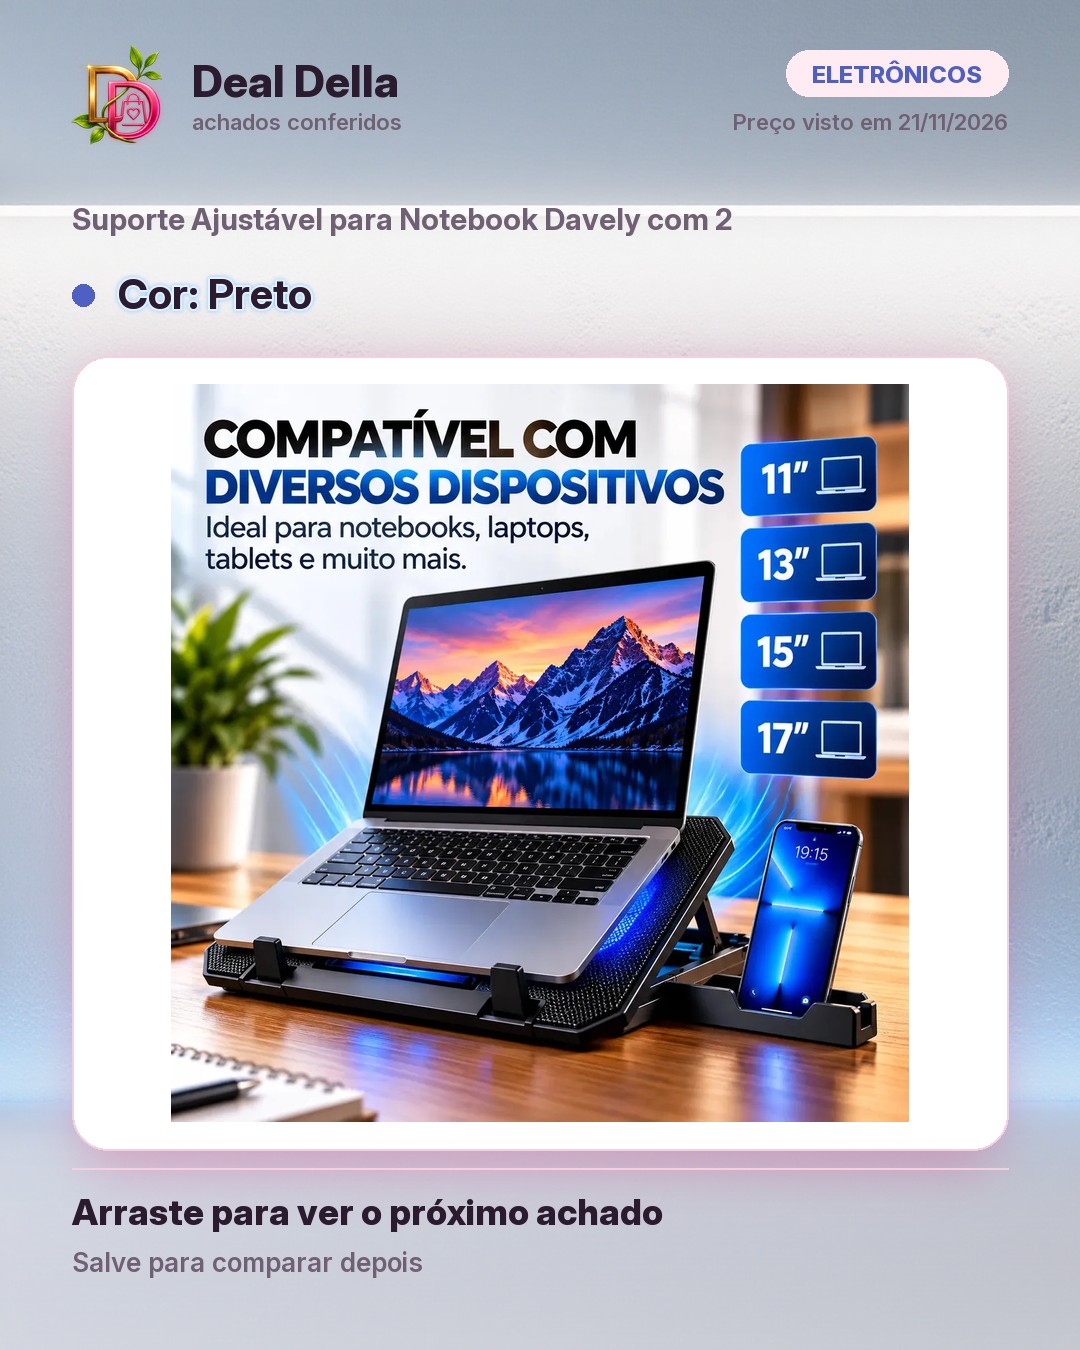 Deal Della
achados conferidos
ELETRÔNICOS
Preço visto em 21/11/2026
Suporte Ajustável para Notebook Davely com 2
Cor: Preto
COMPATÍVEL COM
DIVERSOS DISPOSITIVOS
Ideal para notebooks, laptops,
tablets e muito mais.
11”
13”
15”
17”
19:15
Arraste para ver o próximo achado
Salve para comparar depois